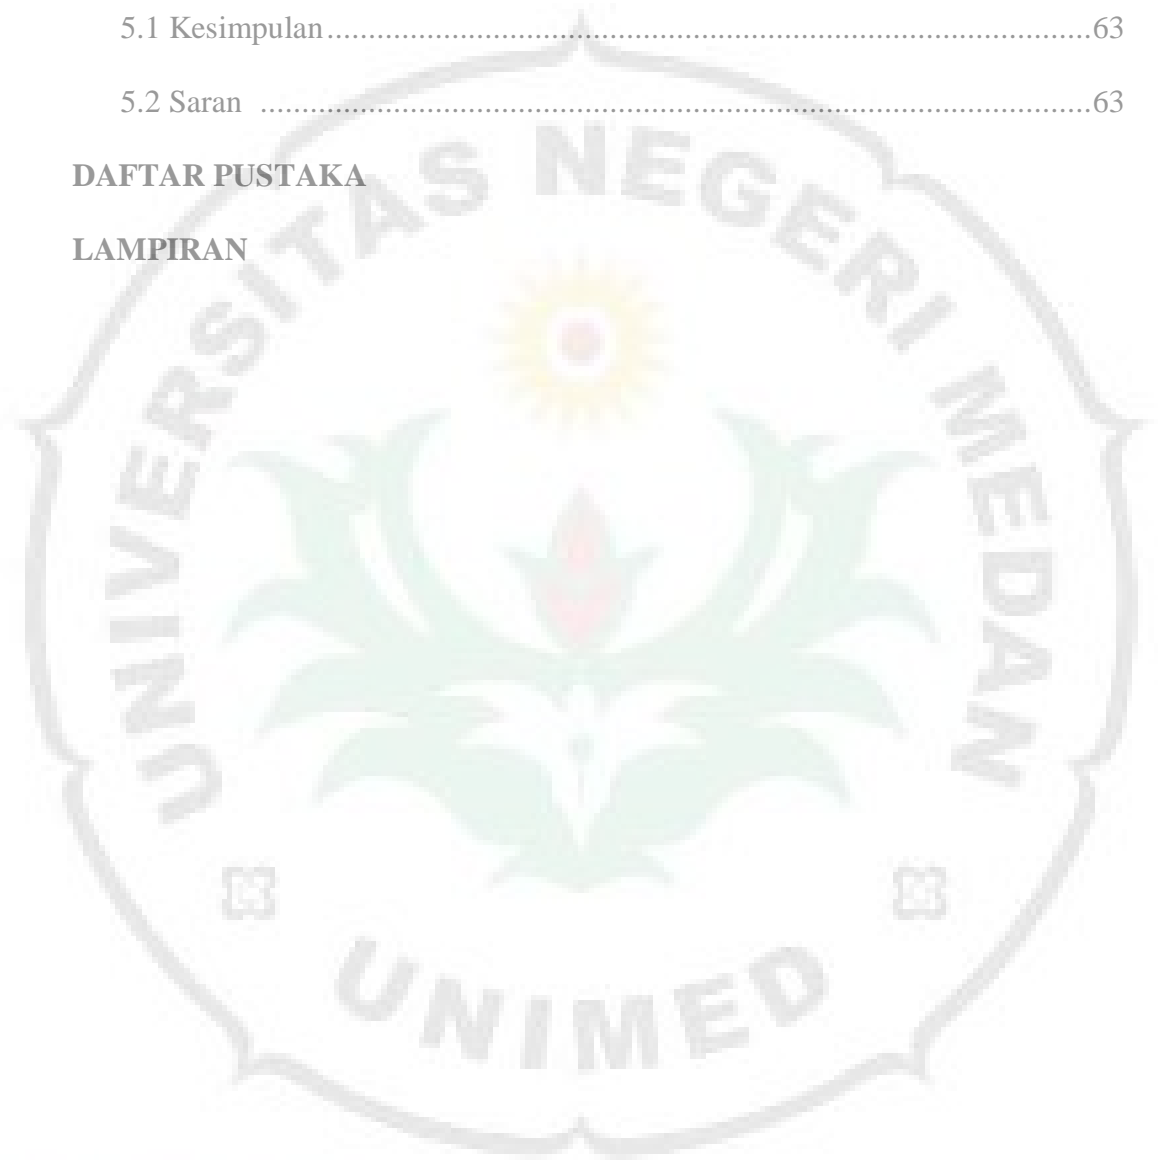 5.1 Kesimpulan............................................................................................63
5.2 Saran ....................................................................................................63
DAFTAR PUSTAKA
LAMPIRAN
UNIVERSITAS NEGERI MEDAN
UNIMED